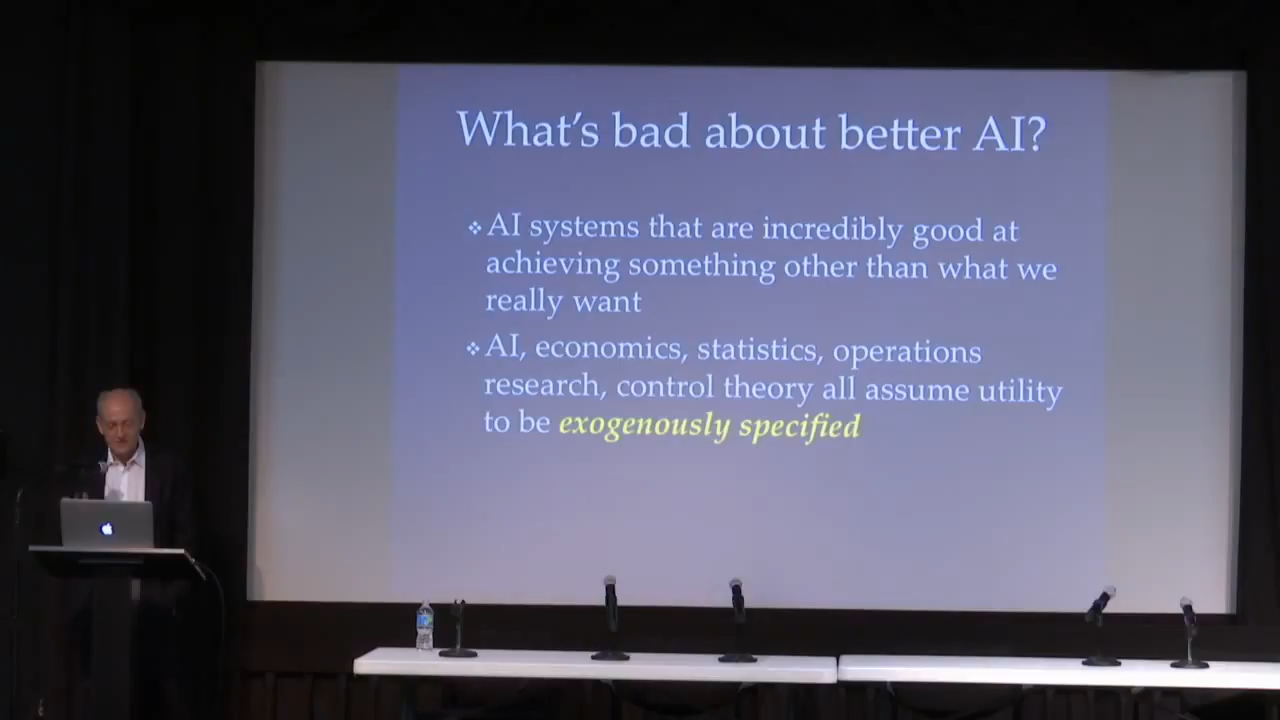 What's bad about better AI?
❖ AI systems that are incredibly good at
achieving something other than what we
really want
❖ AI, economics, statistics, operations
research, control theory all assume utility
to be exogenously specified